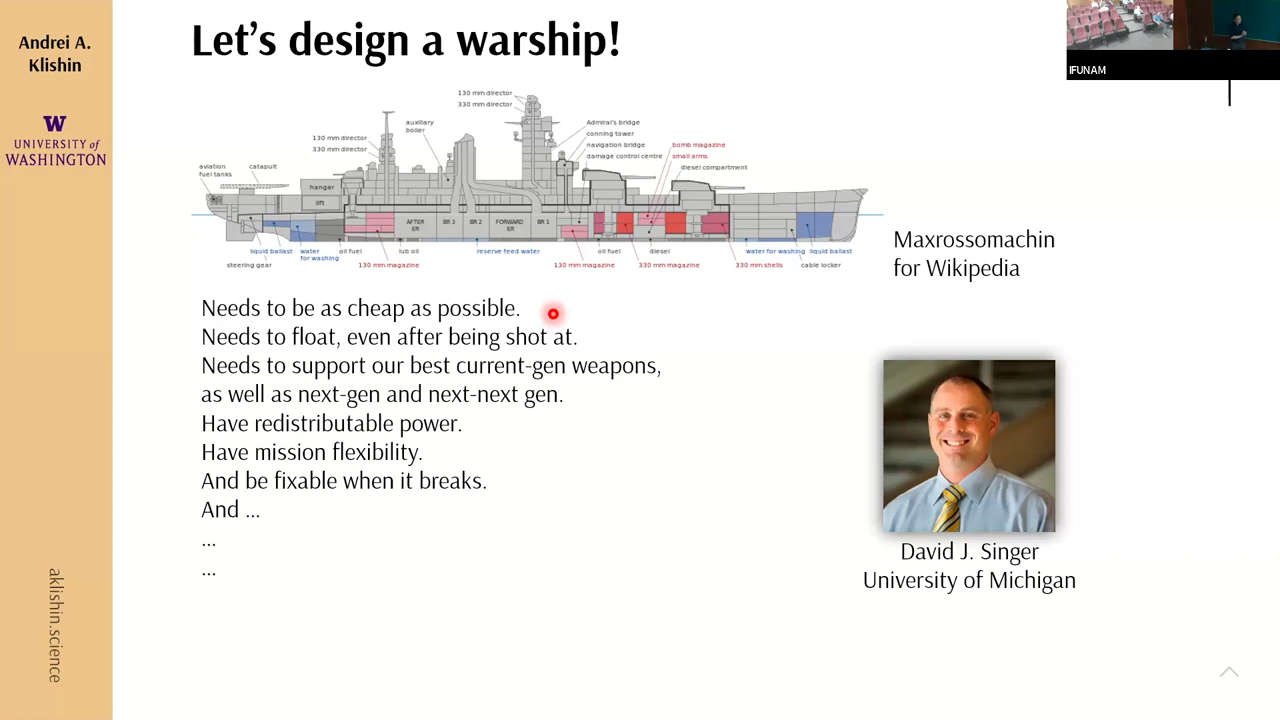 Andrei A.
Klishin
W
UNIVERSITY of
WASHINGTON
aklishin.science
Let's design a warship!
IFUNAM
130 mm director
330 mm director
auxiliary
boiler
130 mm director
330 mm director
Admiral's bridge
conning tower
navigation bridge
damage control centre
bomb magazine
small arms
diesel compartment
aviation
fuel tanks
catapult
hangar
lift
AFTER
ER
BR 3
BR 2
FORWARD
ER
BR 1
liquid ballast
water
for washing
oil fuel
lub oil
reserve feed water
oil fuel
diesel
water for washing
liquid ballast
steering gear
130 mm magazine
130 mm magazine
330 mm magazine
330 mm shells
cable locker
Maxrossomachin
for Wikipedia
Needs to be as cheap as possible.
Needs to float, even after being shot at.
Needs to support our best current-gen weapons,
as well as next-gen and next-next gen.
Have redistributable power.
Have mission flexibility.
And be fixable when it breaks.
And ...
...
...
David J. Singer
University of Michigan